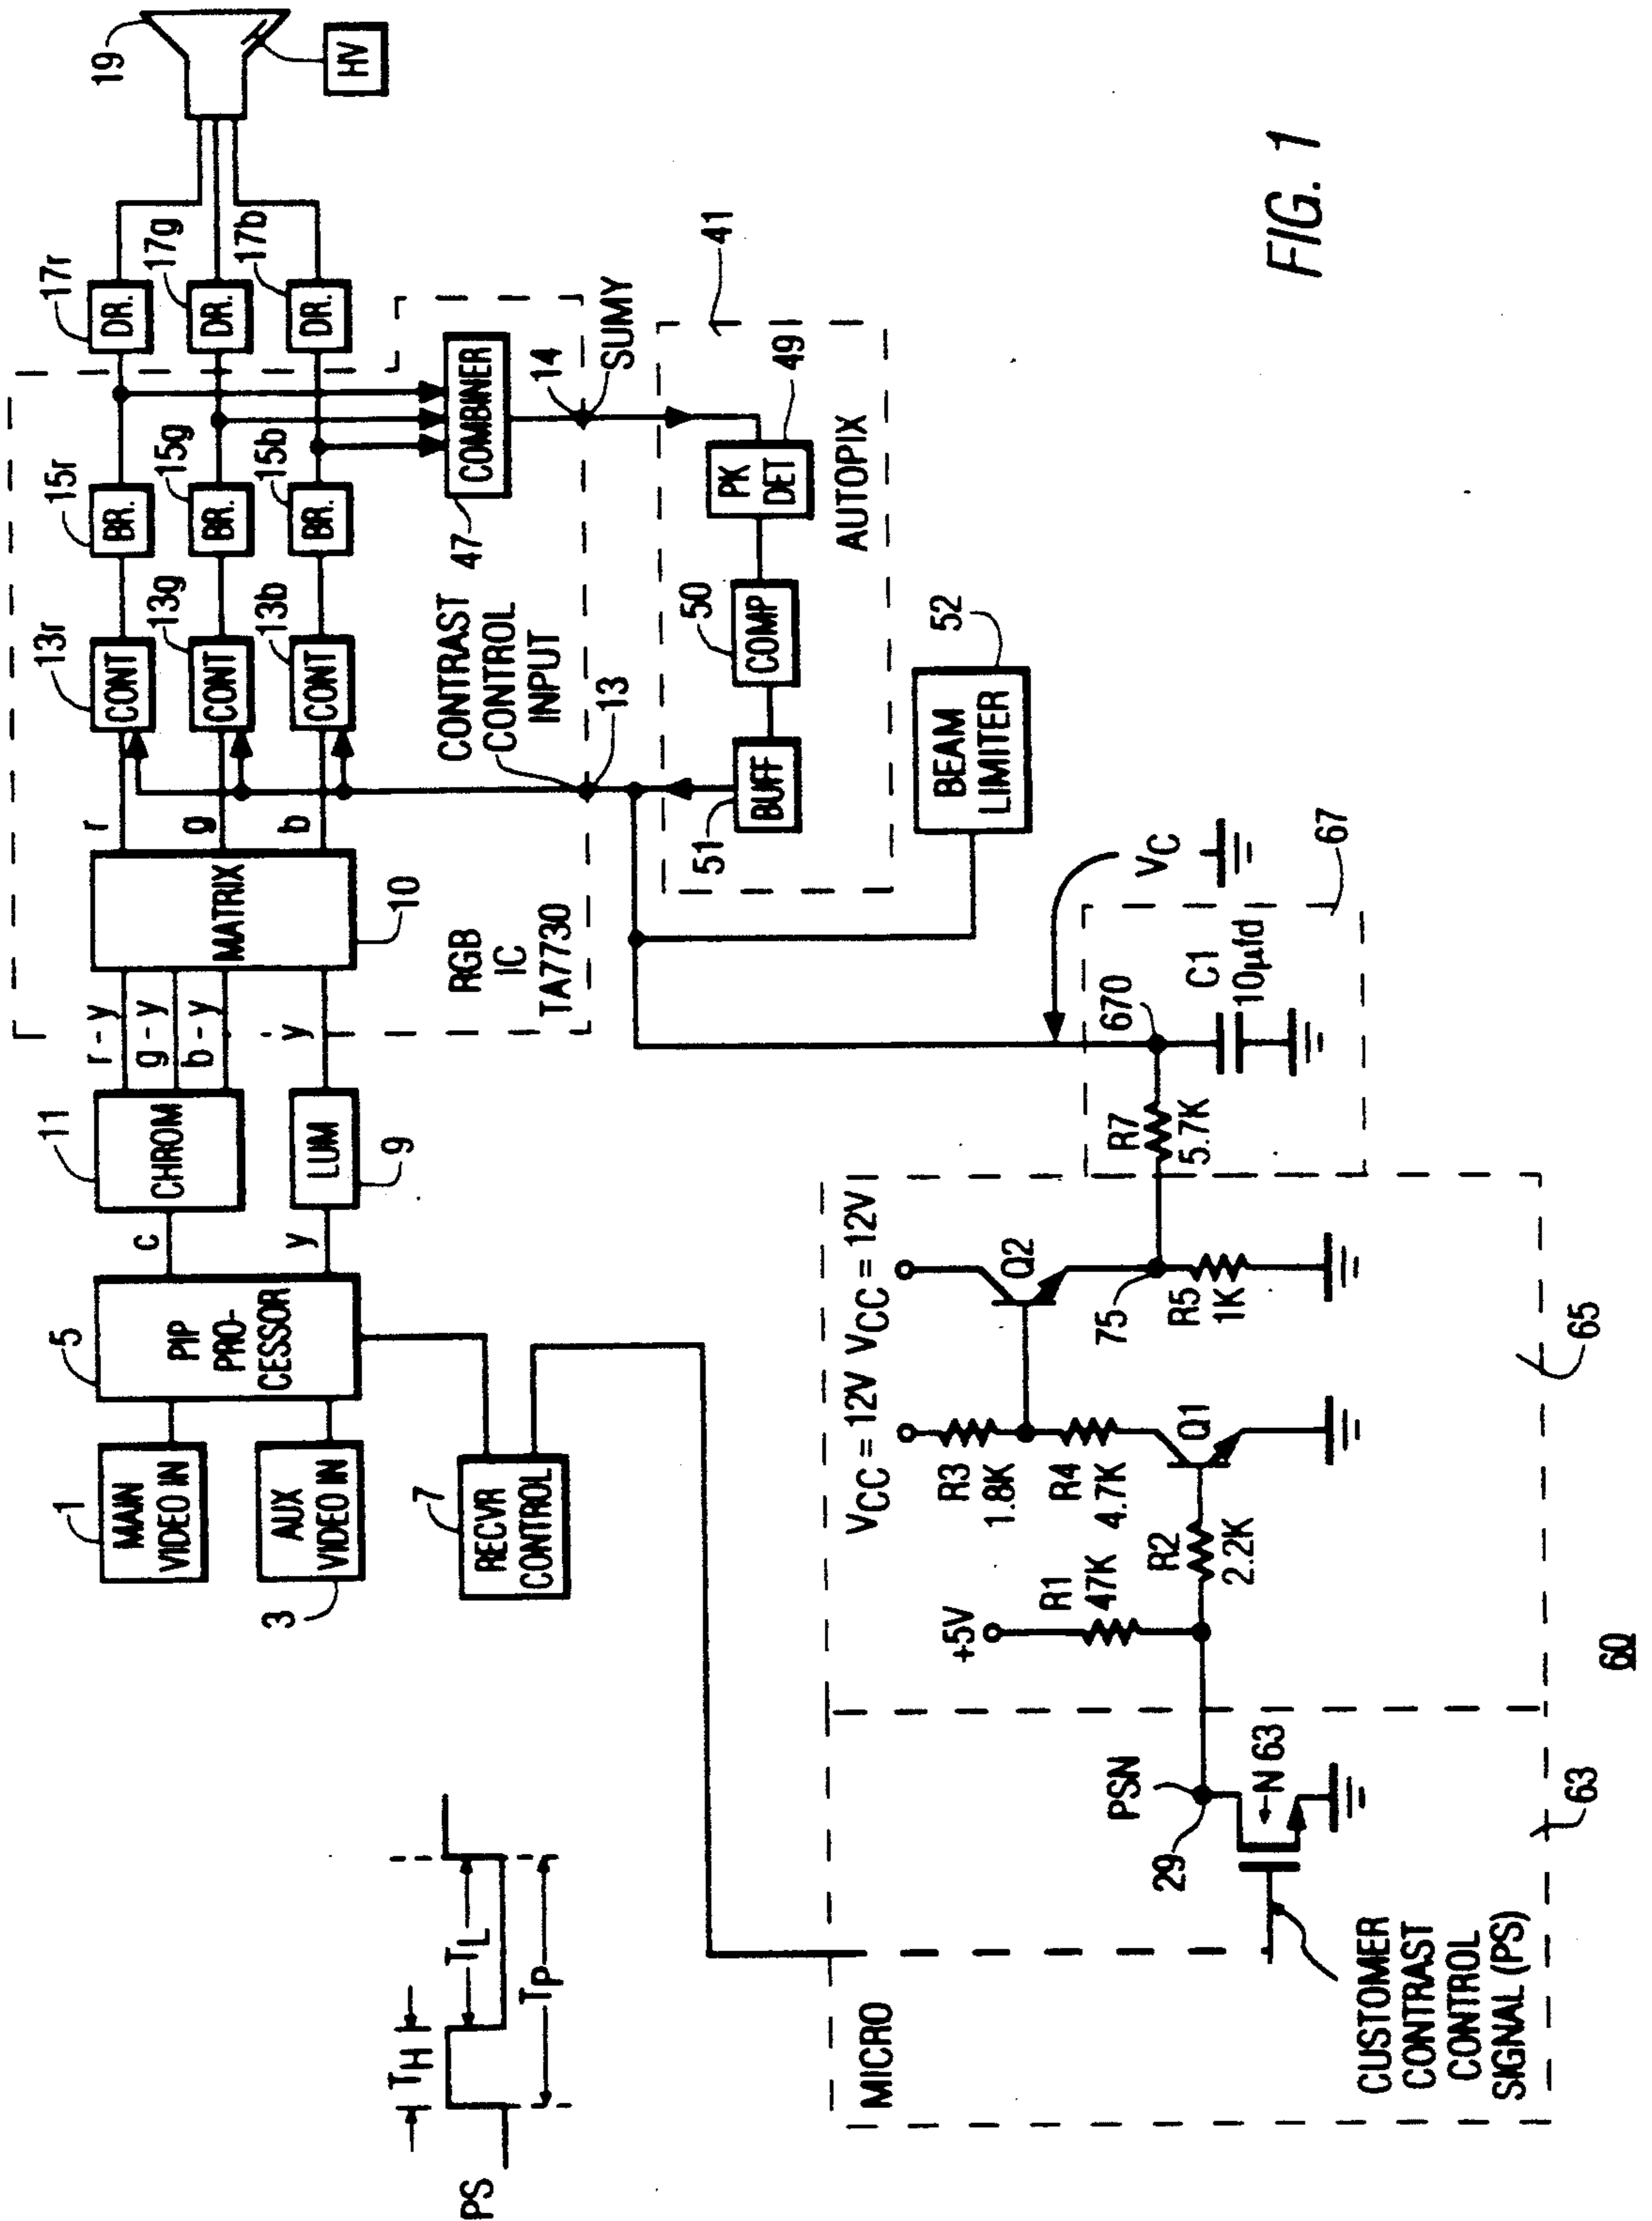 19
HV
17r
17g
17b
DR.
DR.
DR.
15r
15g
15b
BR.
BR.
BR.
13r
13g
13b
CONT
CONT
CONT
r
g
b
MATRIX
10
r - y
g - y
b - y
y
11
CHROM
LUM
9
c
y
5
PIP
PRO-
CESSOR
1
MAIN
VIDEO IN
AUX
VIDEO IN
3
7
RECVR
CONTROL
RGB
IC
TA7730
CONTRAST
CONTROL
INPUT
13
47
COMBINER
14
SUMY
41
49
PK
DET
50
COMP
51
BUFF
AUTOPIX
52
BEAM
LIMITER
VC
67
670
C1
10μfd
R7
5.7K
VCC = 12V
VCC = 12V
Q2
75
R5
1K
R3
1.8K
R4
4.7K
Q1
65
+5V
R1
47K
R2
2.2K
60
PSN
29
N 63
63
MICRO
CUSTOMER
CONTRAST
CONTROL
SIGNAL (PS)
PS
TH
TL
TP
FIG. 1